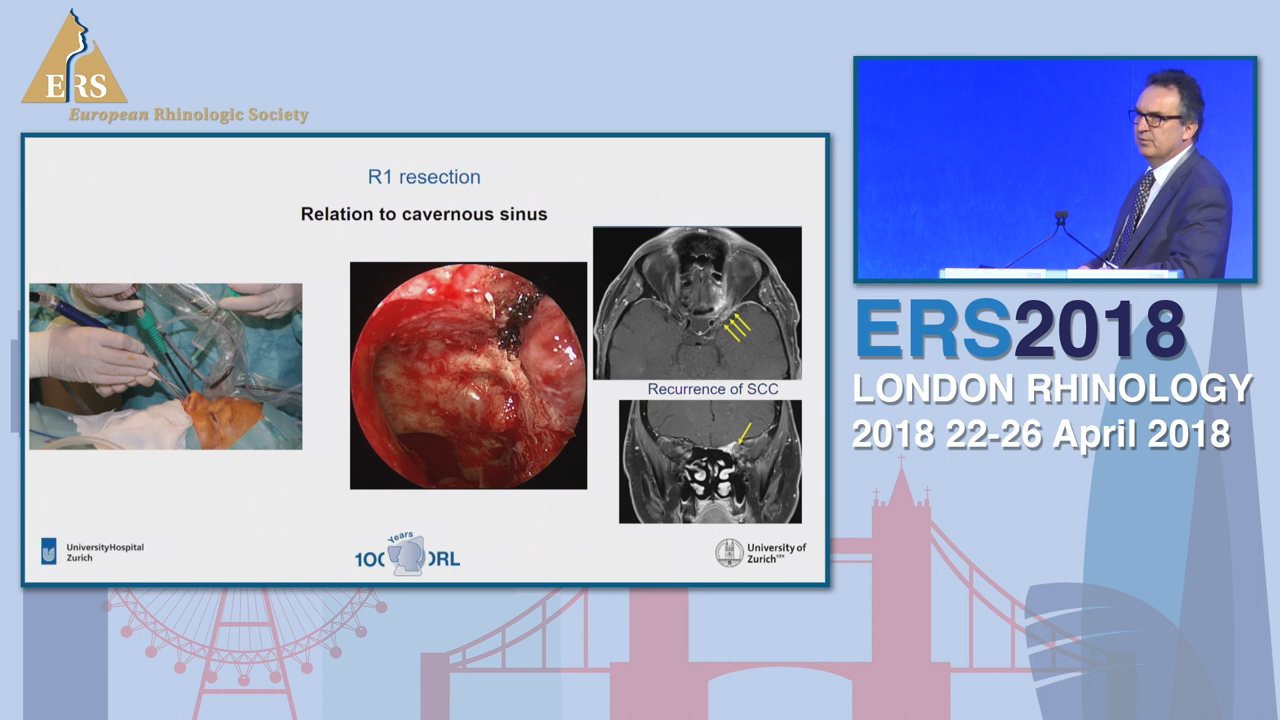 ERS
European Rhinologic Society
R1 resection
Relation to cavernous sinus
Recurrence of SCC
UniversityHospital
Zurich
100 Years ORL
University of
Zurich
ERS2018
LONDON RHINOLOGY
2018 22-26 April 2018